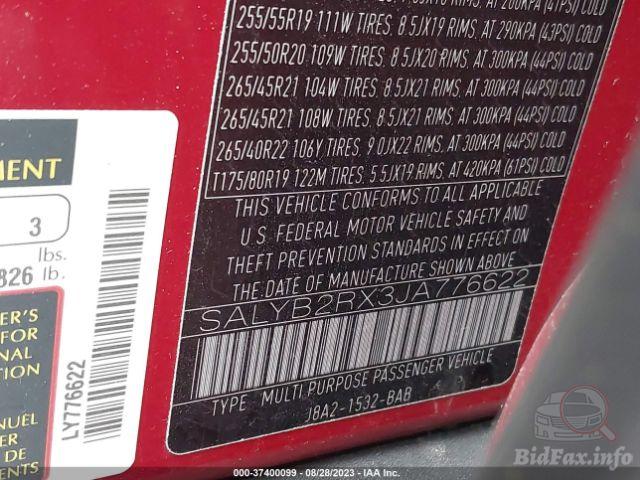 255/55R19 111W TIRES, 8.5JX19 RIMS, AT 290KPA (43PSI) COLD
255/50R20 109W TIRES, 8.5JX20 RIMS, AT 300KPA (44PSI) COLD
265/45R21 104W TIRES, 8.5JX21 RIMS, AT 300KPA (44PSI) COLD
265/45R21 108W TIRES, 8.5JX21 RIMS, AT 300KPA (44PSI) COLD
265/40R22 106Y TIRES, 9.0JX22 RIMS, AT 300KPA (44PSI) COLD
T175/80R19 122M TIRES, 5.5JX19 RIMS, AT 420KPA (61PSI) COLD
THIS VEHICLE CONFORMS TO ALL APPLICABLE
U.S. FEDERAL MOTOR VEHICLE SAFETY AND
THEFT PREVENTION STANDARDS IN EFFECT ON
THE DATE OF MANUFACTURE SHOWN ABOVE
SALYB2RX3JA776622
TYPE: MULTI PURPOSE PASSENGER VEHICLE
J8A2-1532-BAB
3
lbs.
826 lb.
LY776622
000-37400099 -- 08/28/2023 -- IAA Inc.
BidFax.info